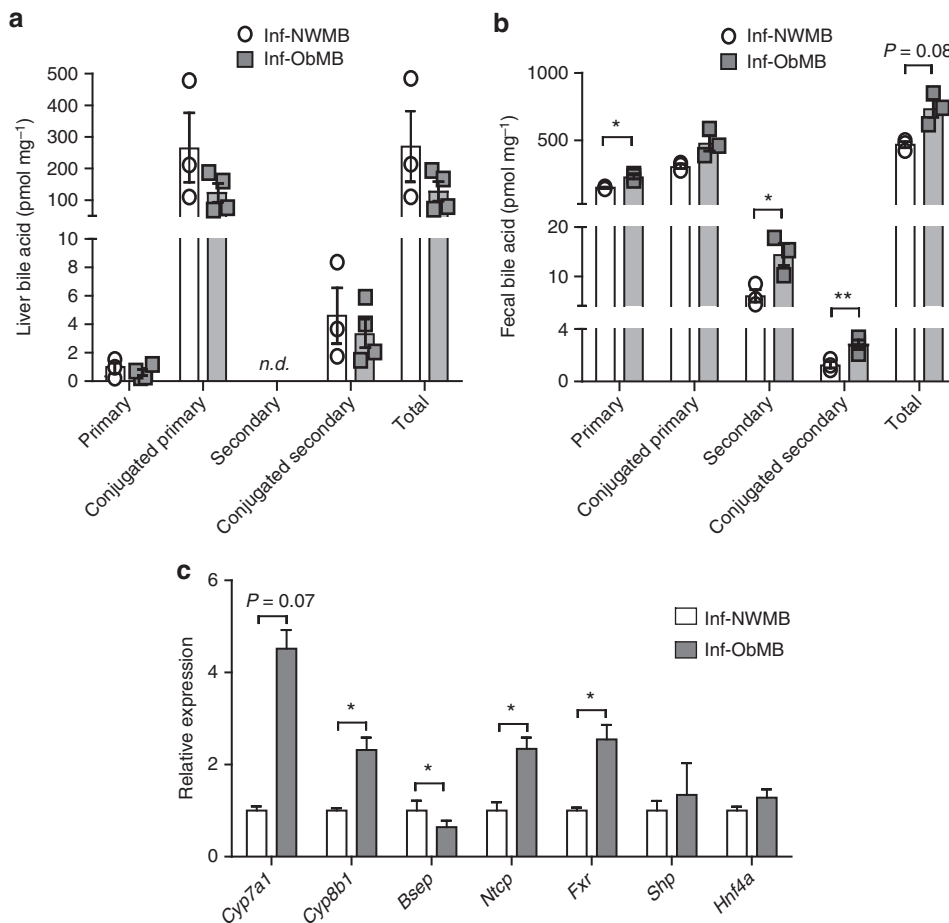 a
Inf-NWMB
Inf-ObMB
Liver bile acid (pmol mg⁻¹)
500
400
300
200
100
10
8
6
4
2
0
n.d.
Primary
Conjugated primary
Secondary
Conjugated secondary
Total
b
Inf-NWMB
Inf-ObMB
P = 0.08
Fecal bile acid (pmol mg⁻¹)
1000
500
20
10
4
0
*
*
**
Primary
Conjugated primary
Secondary
Conjugated secondary
Total
c
Inf-NWMB
Inf-ObMB
Relative expression
6
4
2
0
P = 0.07
*
*
*
*
Cyp7a1
Cyp8b1
Bsep
Ntcp
Fxr
Shp
Hnf4a